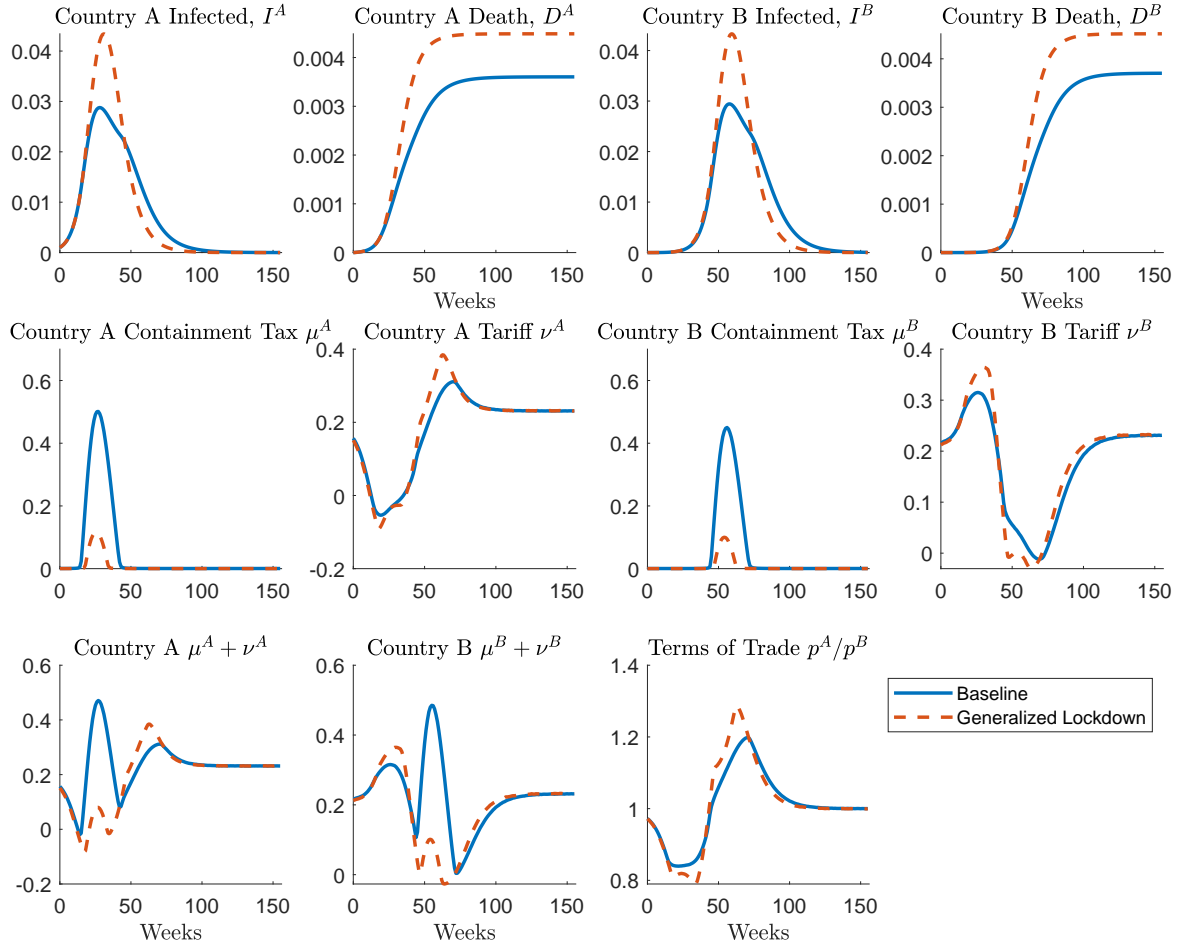 Country A Infected, I^A
Country A Death, D^A
Country B Infected, I^B
Country B Death, D^B
0.04
0.03
0.02
0.01
0
0 50 100 150
0.004
0.003
0.002
0.001
0
0 50 100 150
0.04
0.03
0.02
0.01
0
0 50 100 150
0.004
0.003
0.002
0.001
0
0 50 100 150
Weeks
Weeks
Country A Containment Tax μ^A
Country A Tariff ν^A
Country B Containment Tax μ^B
Country B Tariff ν^B
0.6
0.4
0.2
0
0 50 100 150
0.4
0.2
0
-0.2
0 50 100 150
0.6
0.4
0.2
0
0 50 100 150
0.4
0.3
0.2
0.1
0
0 50 100 150
Country A μ^A + ν^A
Country B μ^B + ν^B
Terms of Trade p^A/p^B
0.6
0.4
0.2
0
-0.2
0 50 100 150
Weeks
0.6
0.4
0.2
0
0 50 100 150
Weeks
1.4
1.2
1
0.8
0 50 100 150
Weeks
Baseline
Generalized Lockdown